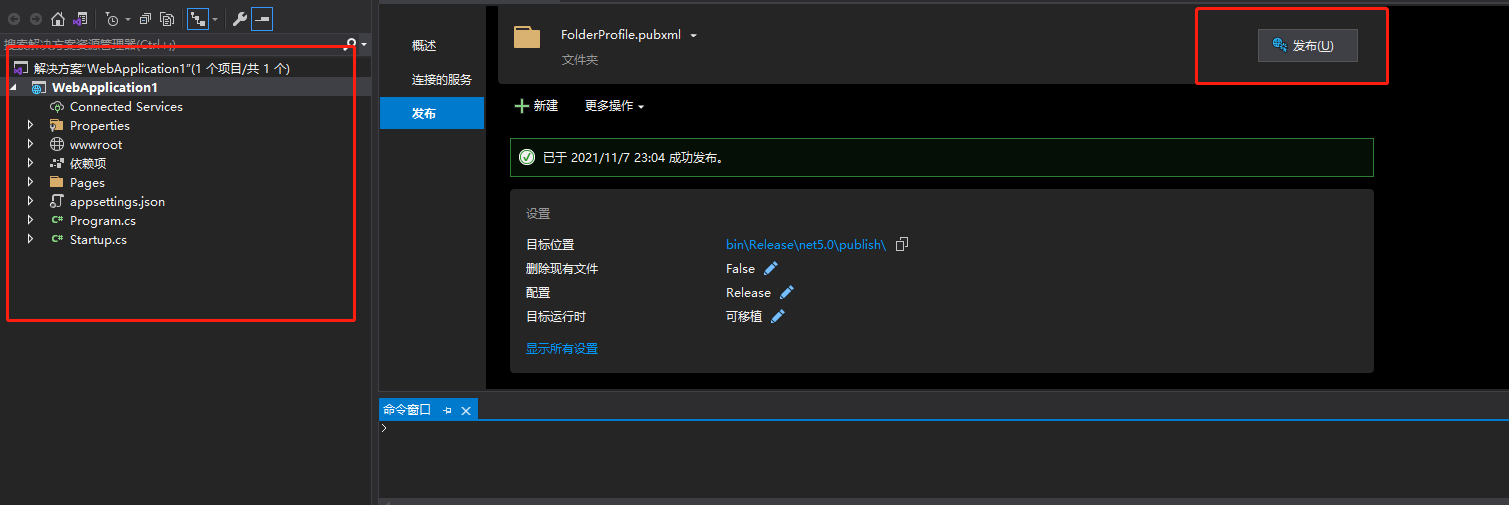 搜索解决方案资源管理器(Ctrl+;)
解决方案"WebApplication1"(1 个项目/共 1 个)
WebApplication1
Connected Services
Properties
wwwroot
依赖项
Pages
appsettings.json
C# Program.cs
C# Startup.cs
概述
连接的服务
发布
FolderProfile.pubxml
文件夹
发布(U)
新建
更多操作
已于 2021/11/7 23:04 成功发布。
设置
目标位置 bin\Release\net5.0\publish\
删除现有文件 False
配置 Release
目标运行时 可移植
显示所有设置
命令窗口
>